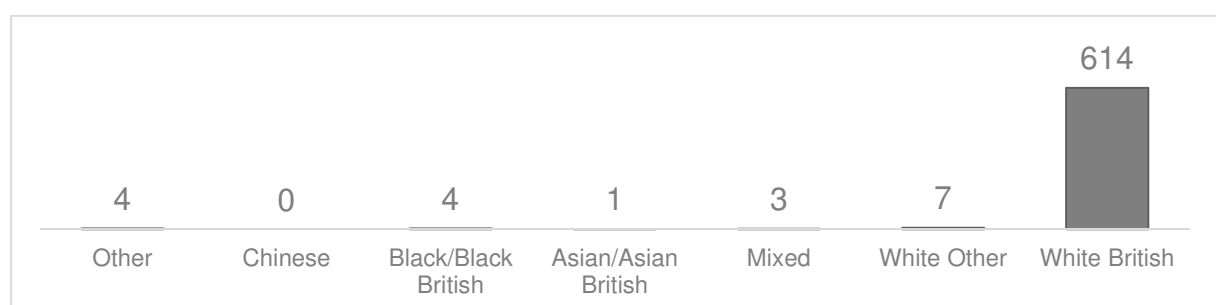 614
4 0 4 1 3 7
Other Chinese Black/Black British Asian/Asian British Mixed White Other White British